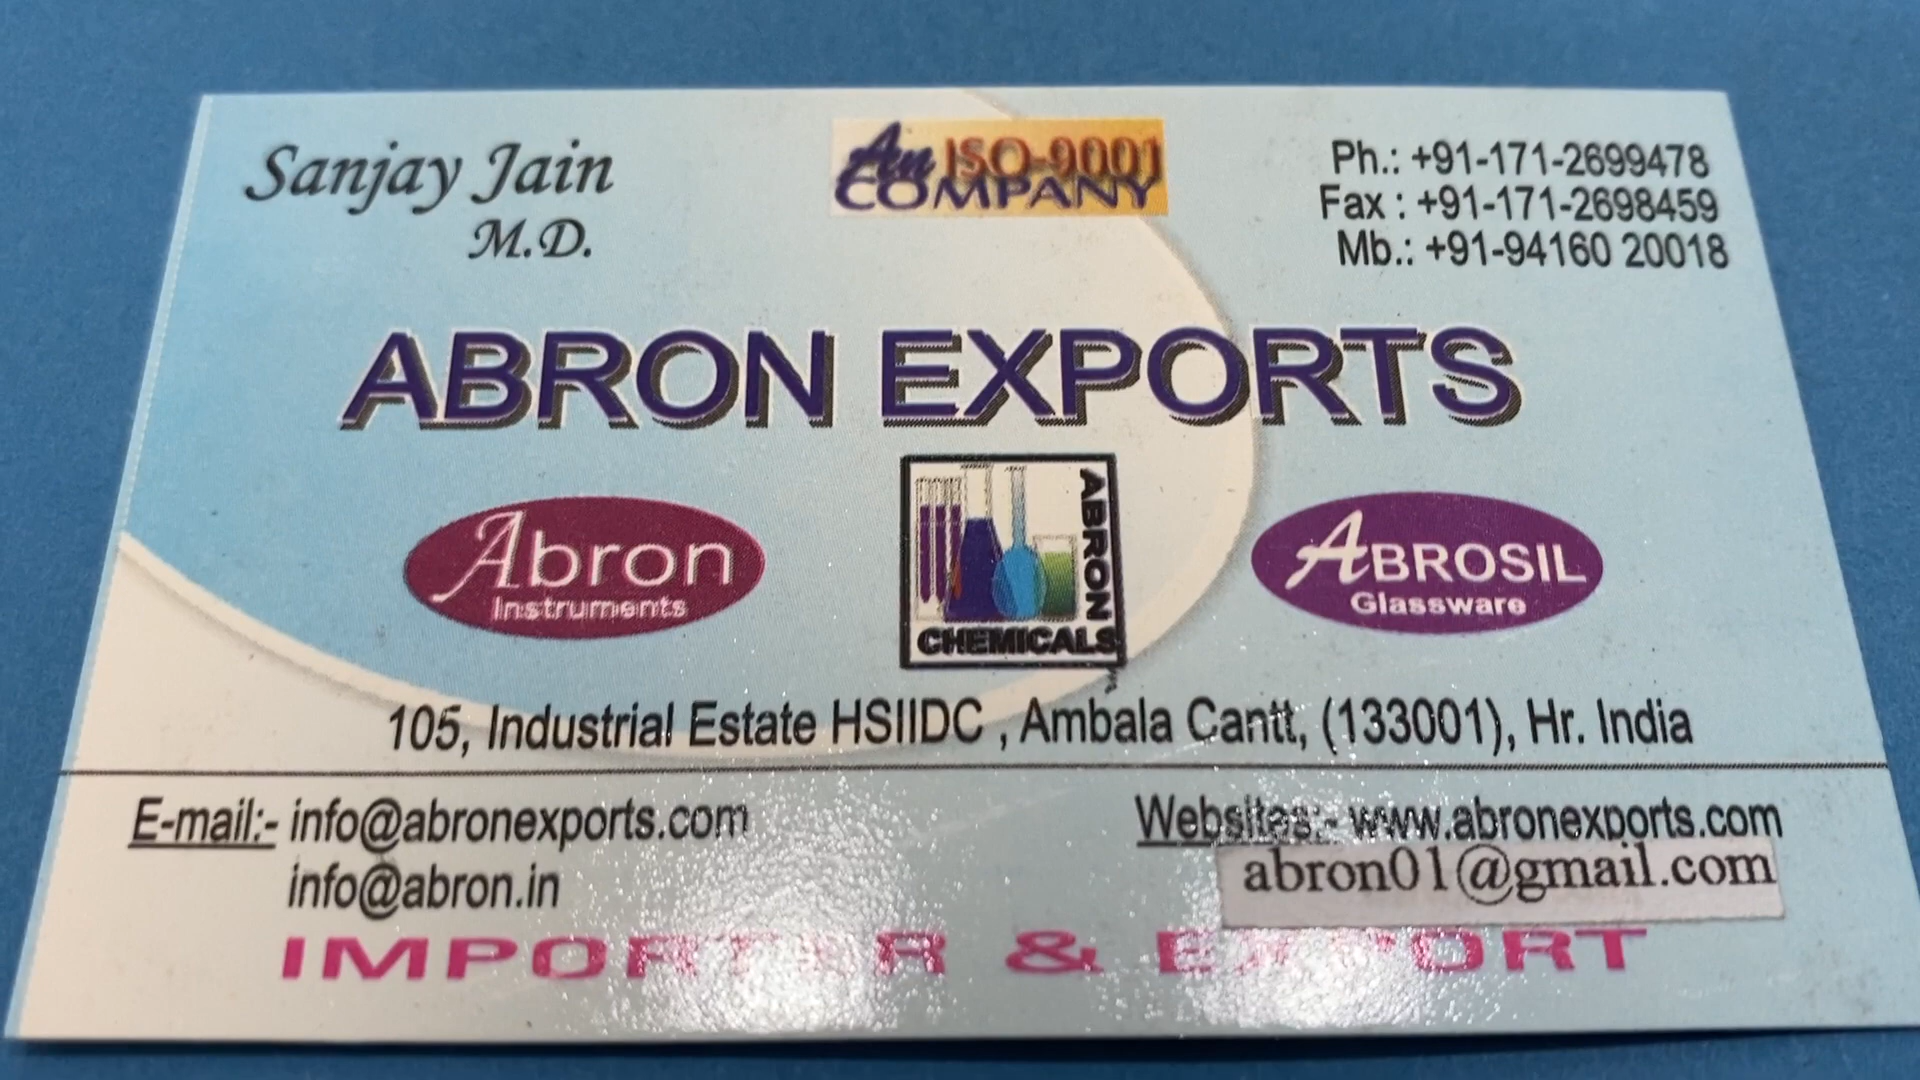 Sanjay Jain
M.D.
An ISO-9001
COMPANY
Ph.: +91-171-2699478
Fax : +91-171-2698459
Mb.: +91-94160 20018
ABRON EXPORTS
Abron
Instruments
ABRON
CHEMICALS
ABROSIL
Glassware
105, Industrial Estate HSIIDC , Ambala Cantt, (133001), Hr. India
E-mail:- info@abronexports.com
info@abron.in
Websites:- www.abronexports.com
abron01@gmail.com
IMPORTER & EXPORT